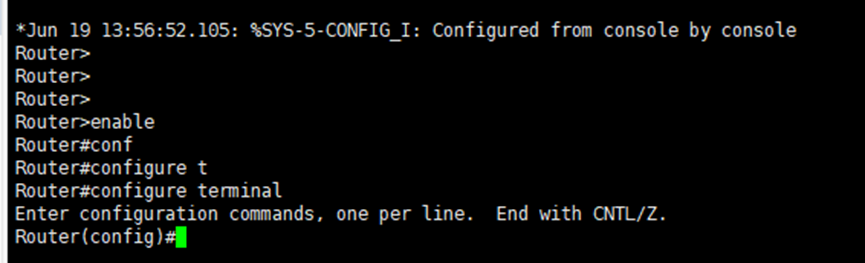 *Jun 19 13:56:52.105: %SYS-5-CONFIG_I: Configured from console by console
Router>
Router>
Router>
Router>enable
Router#conf
Router#configure t
Router#configure terminal
Enter configuration commands, one per line.  End with CNTL/Z.
Router(config)#